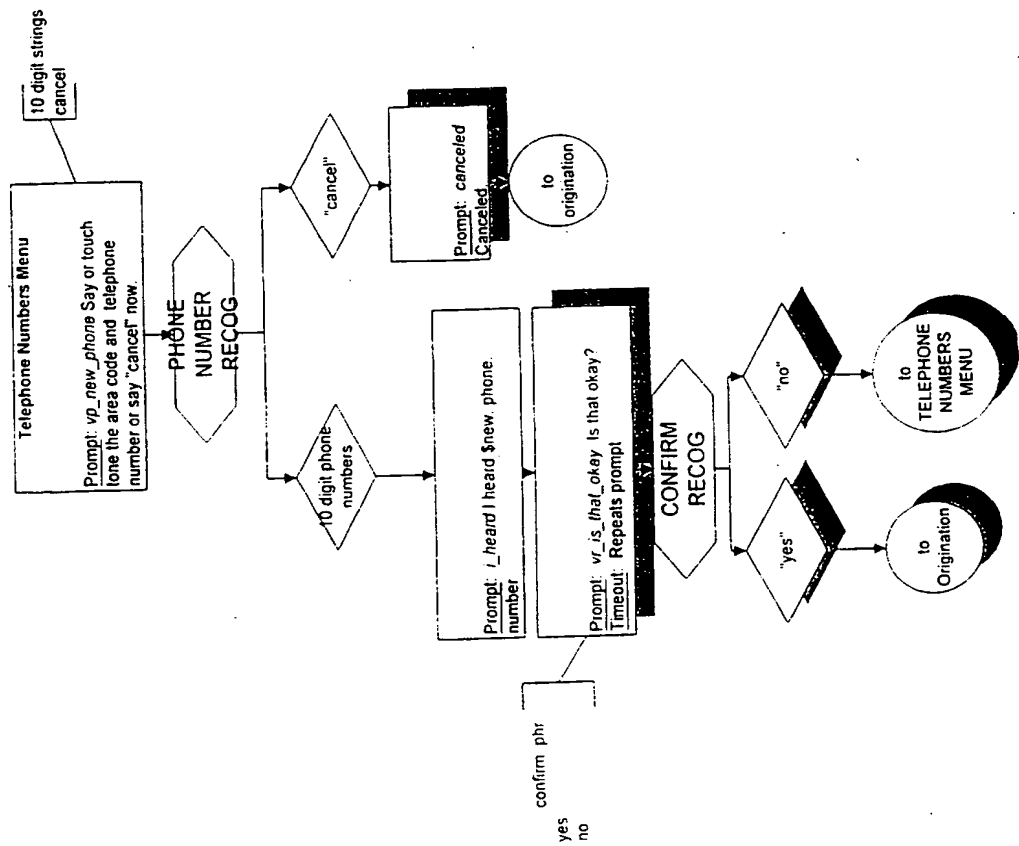 10 digit strings
cancel
Telephone Numbers Menu
Prompt: vp_new_phone Say or touch
tone the area code and telephone
number or say "cancel" now.
PHONE
NUMBER
RECOG
10 digit phone
numbers
"cancel"
Prompt: canceled
Canceled
to
origination
Prompt: i_heard I heard $new. phone.
number
Prompt: vr_is_that_okay Is that okay?
Timeout: Repeats prompt
confirm phr
yes
no
CONFIRM
RECOG
"yes"
"no"
to
Origination
to
TELEPHONE
NUMBERS
MENU